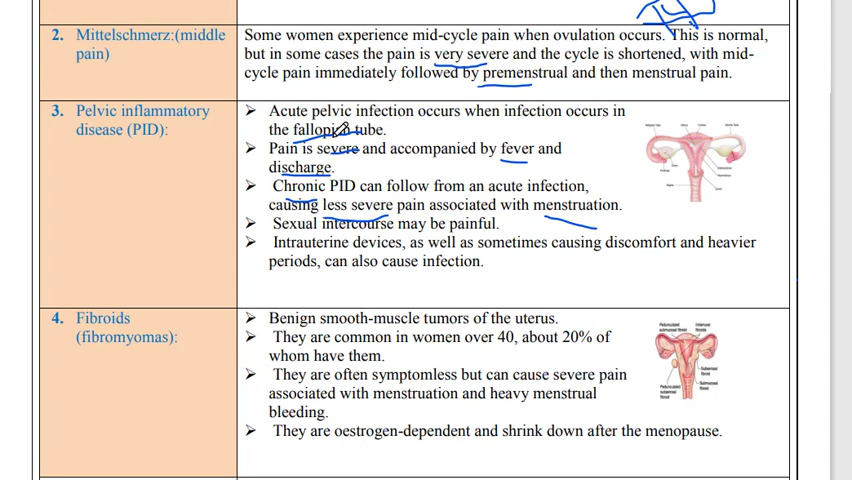 2. Mittelschmerz:(middle pain)
Some women experience mid-cycle pain when ovulation occurs. This is normal,
but in some cases the pain is very severe and the cycle is shortened, with mid-
cycle pain immediately followed by premenstrual and then menstrual pain.
3. Pelvic inflammatory
disease (PID):
➢ Acute pelvic infection occurs when infection occurs in
the fallopian tube.
➢ Pain is severe and accompanied by fever and
discharge.
➢ Chronic PID can follow from an acute infection,
causing less severe pain associated with menstruation.
➢ Sexual intercourse may be painful.
➢ Intrauterine devices, as well as sometimes causing discomfort and heavier
periods, can also cause infection.
4. Fibroids
(fibromyomas):
➢ Benign smooth-muscle tumors of the uterus.
➢ They are common in women over 40, about 20% of
whom have them.
➢ They are often symptomless but can cause severe pain
associated with menstruation and heavy menstrual
bleeding.
➢ They are oestrogen-dependent and shrink down after the menopause.